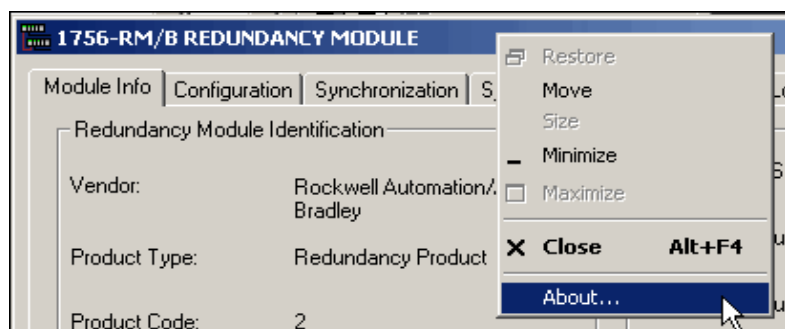 1756-RM/B REDUNDANCY MODULE
Module Info
Configuration
Synchronization
Redundancy Module Identification
Vendor:
Rockwell Automation/
Bradley
Product Type:
Redundancy Product
Product Code:
2
Restore
Move
Size
Minimize
Maximize
Close Alt+F4
About...